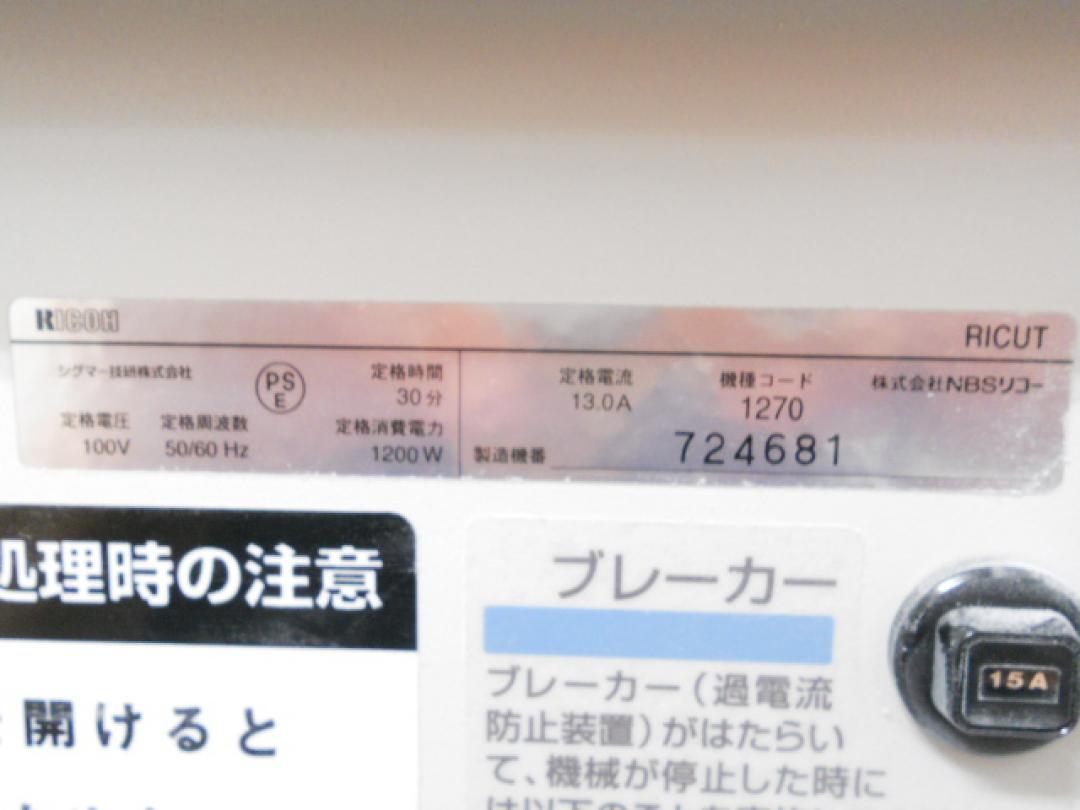 RICOH
RICUT
シグマー技研株式会社
PS
E
定格時間
30分
定格電圧
100V
定格周波数
50/60 Hz
定格消費電力
1200W
定格電流
13.0A
機種コード
1270
株式会社NBSリコー
製造機番
724681
処理時の注意
開けると
ブレーカー
ブレーカー(過電流
防止装置)がはたらい
て、機械が停止した時に
15A